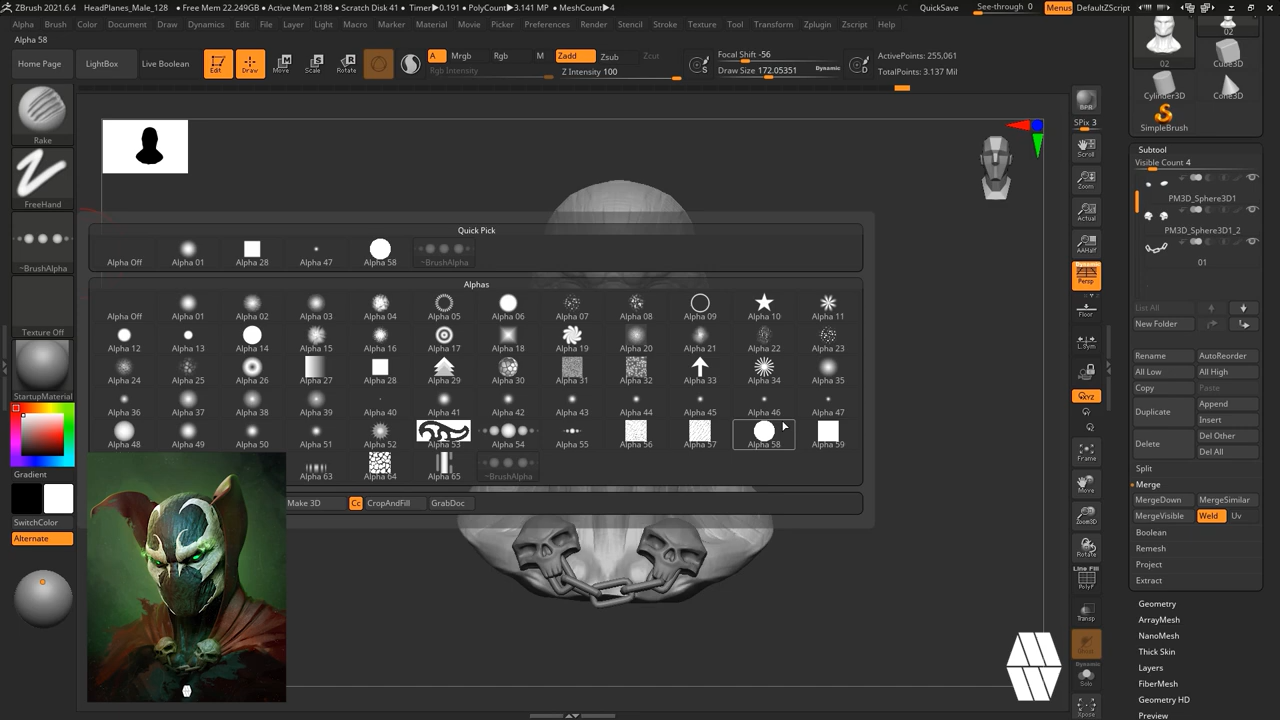 ZBrush 2021.6.4 HeadPlanes_Male_128 ● Free Mem 22.249GB ● Active Mem 2188 ● Scratch Disk 41 ● Timer▶0.191 ● PolyCount▶3.141 MP ● MeshCount▶4 AC QuickSave See-through 0 Menus DefaultZScript
Alpha Brush Color Document Draw Dynamics Edit File Layer Light Macro Marker Material Movie Picker Preferences Render Stencil Stroke Texture Tool Transform Zplugin Zscript Help
Alpha 58
Home Page LightBox Live Boolean Edit Draw Move Scale Rotate
A Mrgb Rgb M Zadd Zsub Zcut
Rgb Intensity Z Intensity 100
Focal Shift -56
Draw Size 172.05351 Dynamic
S D
ActivePoints: 255,061
TotalPoints: 3.137 Mil
Rake
FreeHand
~BrushAlpha
Texture Off
StartupMaterial
Gradient
SwitchColor
Alternate
Quick Pick
Alpha Off Alpha 01 Alpha 28 Alpha 47 Alpha 58 ~BrushAlpha
Alphas
Alpha Off Alpha 01 Alpha 02 Alpha 03 Alpha 04 Alpha 05 Alpha 06 Alpha 07 Alpha 08 Alpha 09 Alpha 10 Alpha 11
Alpha 12 Alpha 13 Alpha 14 Alpha 15 Alpha 16 Alpha 17 Alpha 18 Alpha 19 Alpha 20 Alpha 21 Alpha 22 Alpha 23
Alpha 24 Alpha 25 Alpha 26 Alpha 27 Alpha 28 Alpha 29 Alpha 30 Alpha 31 Alpha 32 Alpha 33 Alpha 34 Alpha 35
Alpha 36 Alpha 37 Alpha 38 Alpha 39 Alpha 40 Alpha 41 Alpha 42 Alpha 43 Alpha 44 Alpha 45 Alpha 46 Alpha 47
Alpha 48 Alpha 49 Alpha 50 Alpha 51 Alpha 52 Alpha 53 Alpha 54 Alpha 55 Alpha 56 Alpha 57 Alpha 58 Alpha 59
Alpha 63 Alpha 64 Alpha 65 ~BrushAlpha
Make 3D Cc CropAndFill GrabDoc
BPR
SPix 3
Scroll
Zoom
Actual
AAHalf
Dynamic
Persp
Floor
L.Sym
XYZ
Frame
Move
Zoom3D
Rotate
Line Fill
PolyF
Transp
Dynamic
Solo
Xpose
02
02
Cube3D
Cylinder3D Cone3D
SimpleBrush
Subtool
Visible Count 4
PM3D_Sphere3D1
PM3D_Sphere3D1_2
01
List All
New Folder
Rename AutoReorder
All Low All High
Copy Paste
Duplicate Append
Insert
Delete Del Other
Del All
Split
Merge
MergeDown MergeSimilar
MergeVisible Weld Uv
Boolean
Remesh
Project
Extract
Geometry
ArrayMesh
NanoMesh
Thick Skin
Layers
FiberMesh
Geometry HD
Preview